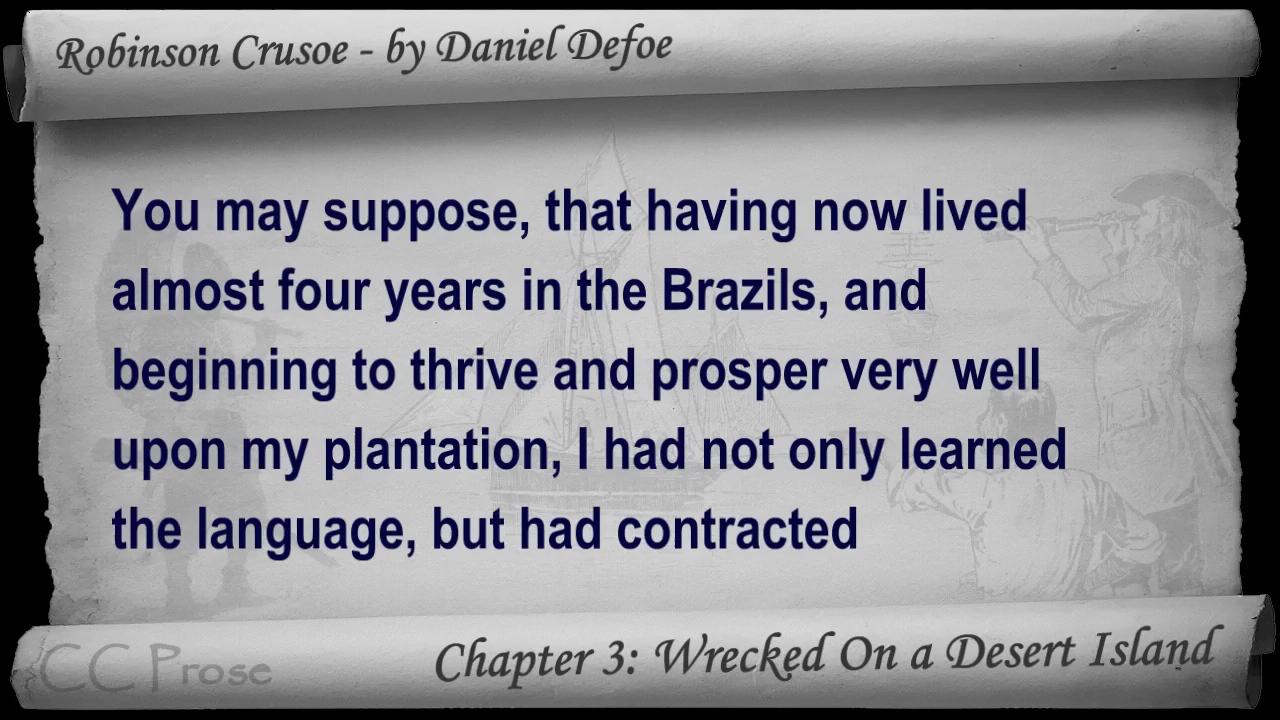 Robinson Crusoe - by Daniel Defoe
You may suppose, that having now lived
almost four years in the Brazils, and
beginning to thrive and prosper very well
upon my plantation, I had not only learned
the language, but had contracted
CC Prose
Chapter 3: Wrecked On a Desert Island